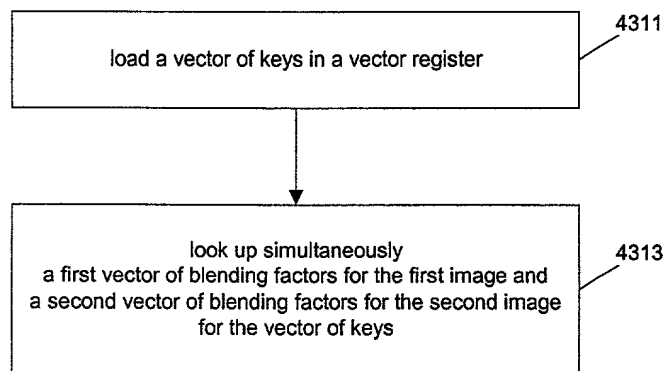 4311
load a vector of keys in a vector register
look up simultaneously
a first vector of blending factors for the first image and
a second vector of blending factors for the second image
for the vector of keys
4313